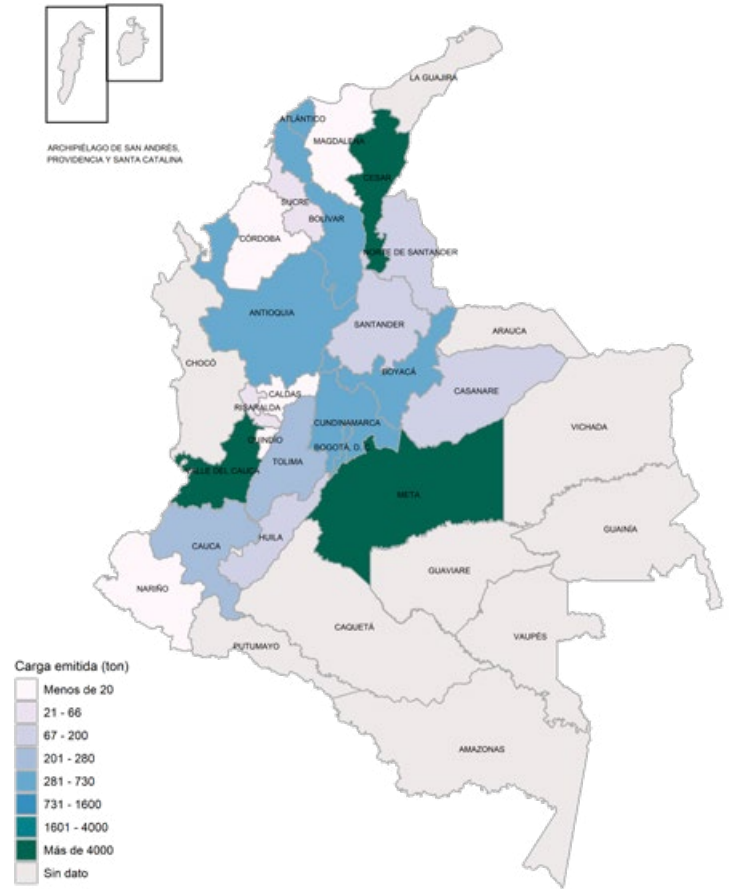 LA GUAJIRA
ATLÁNTICO
MAGDALENA
ARCHIPIÉLAGO DE SAN ANDRÉS,
PROVIDENCIA Y SANTA CATALINA
CESAR
SUCRE
BOLÍVAR
CÓRDOBA
NORTE DE SANTANDER
ANTIOQUIA
SANTANDER
ARAUCA
CHOCÓ
BOYACÁ
CALDAS
CASANARE
RISARALDA
CUNDINAMARCA
VICHADA
QUINDÍO
BOGOTÁ, D. C.
TOLIMA
VALLE DEL CAUCA
META
GUAINÍA
HUILA
CAUCA
GUAVIARE
NARIÑO
CAQUETÁ
VAUPÉS
PUTUMAYO
AMAZONAS
Carga emitida (ton)
Menos de 20
21 - 66
67 - 200
201 - 280
281 - 730
731 - 1600
1601 - 4000
Más de 4000
Sin dato